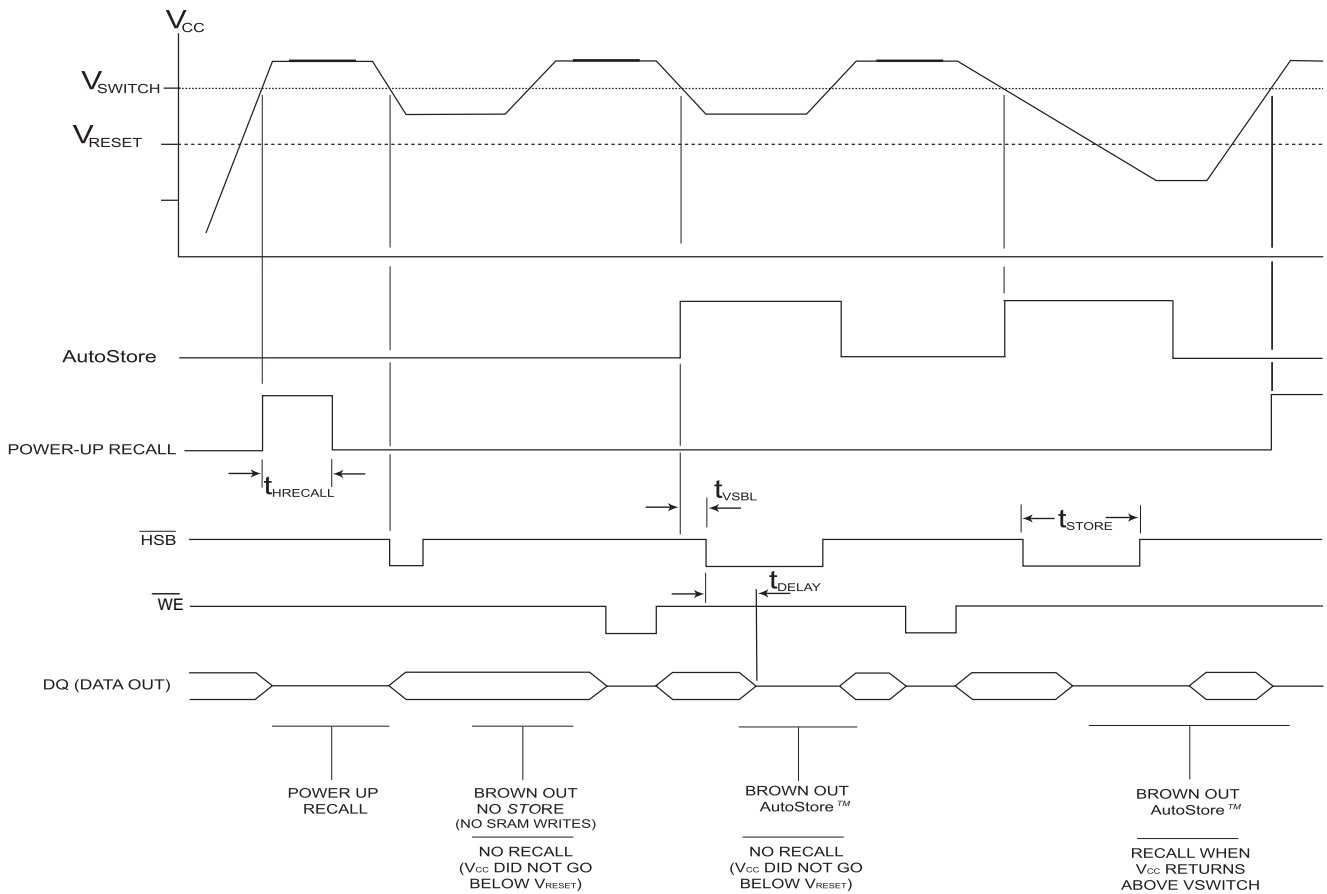 VCC
VSWITCH
VRESET
AutoStore
POWER-UP RECALL
tHRECALL
tVSBL
HSB
tSTORE
tDELAY
WE
DQ (DATA OUT)
POWER UP
RECALL
BROWN OUT
NO STORE
(NO SRAM WRITES)
NO RECALL
(VCC DID NOT GO
BELOW VRESET)
BROWN OUT
AutoStore™
NO RECALL
(VCC DID NOT GO
BELOW VRESET)
BROWN OUT
AutoStore™
RECALL WHEN
VCC RETURNS
ABOVE VSWITCH